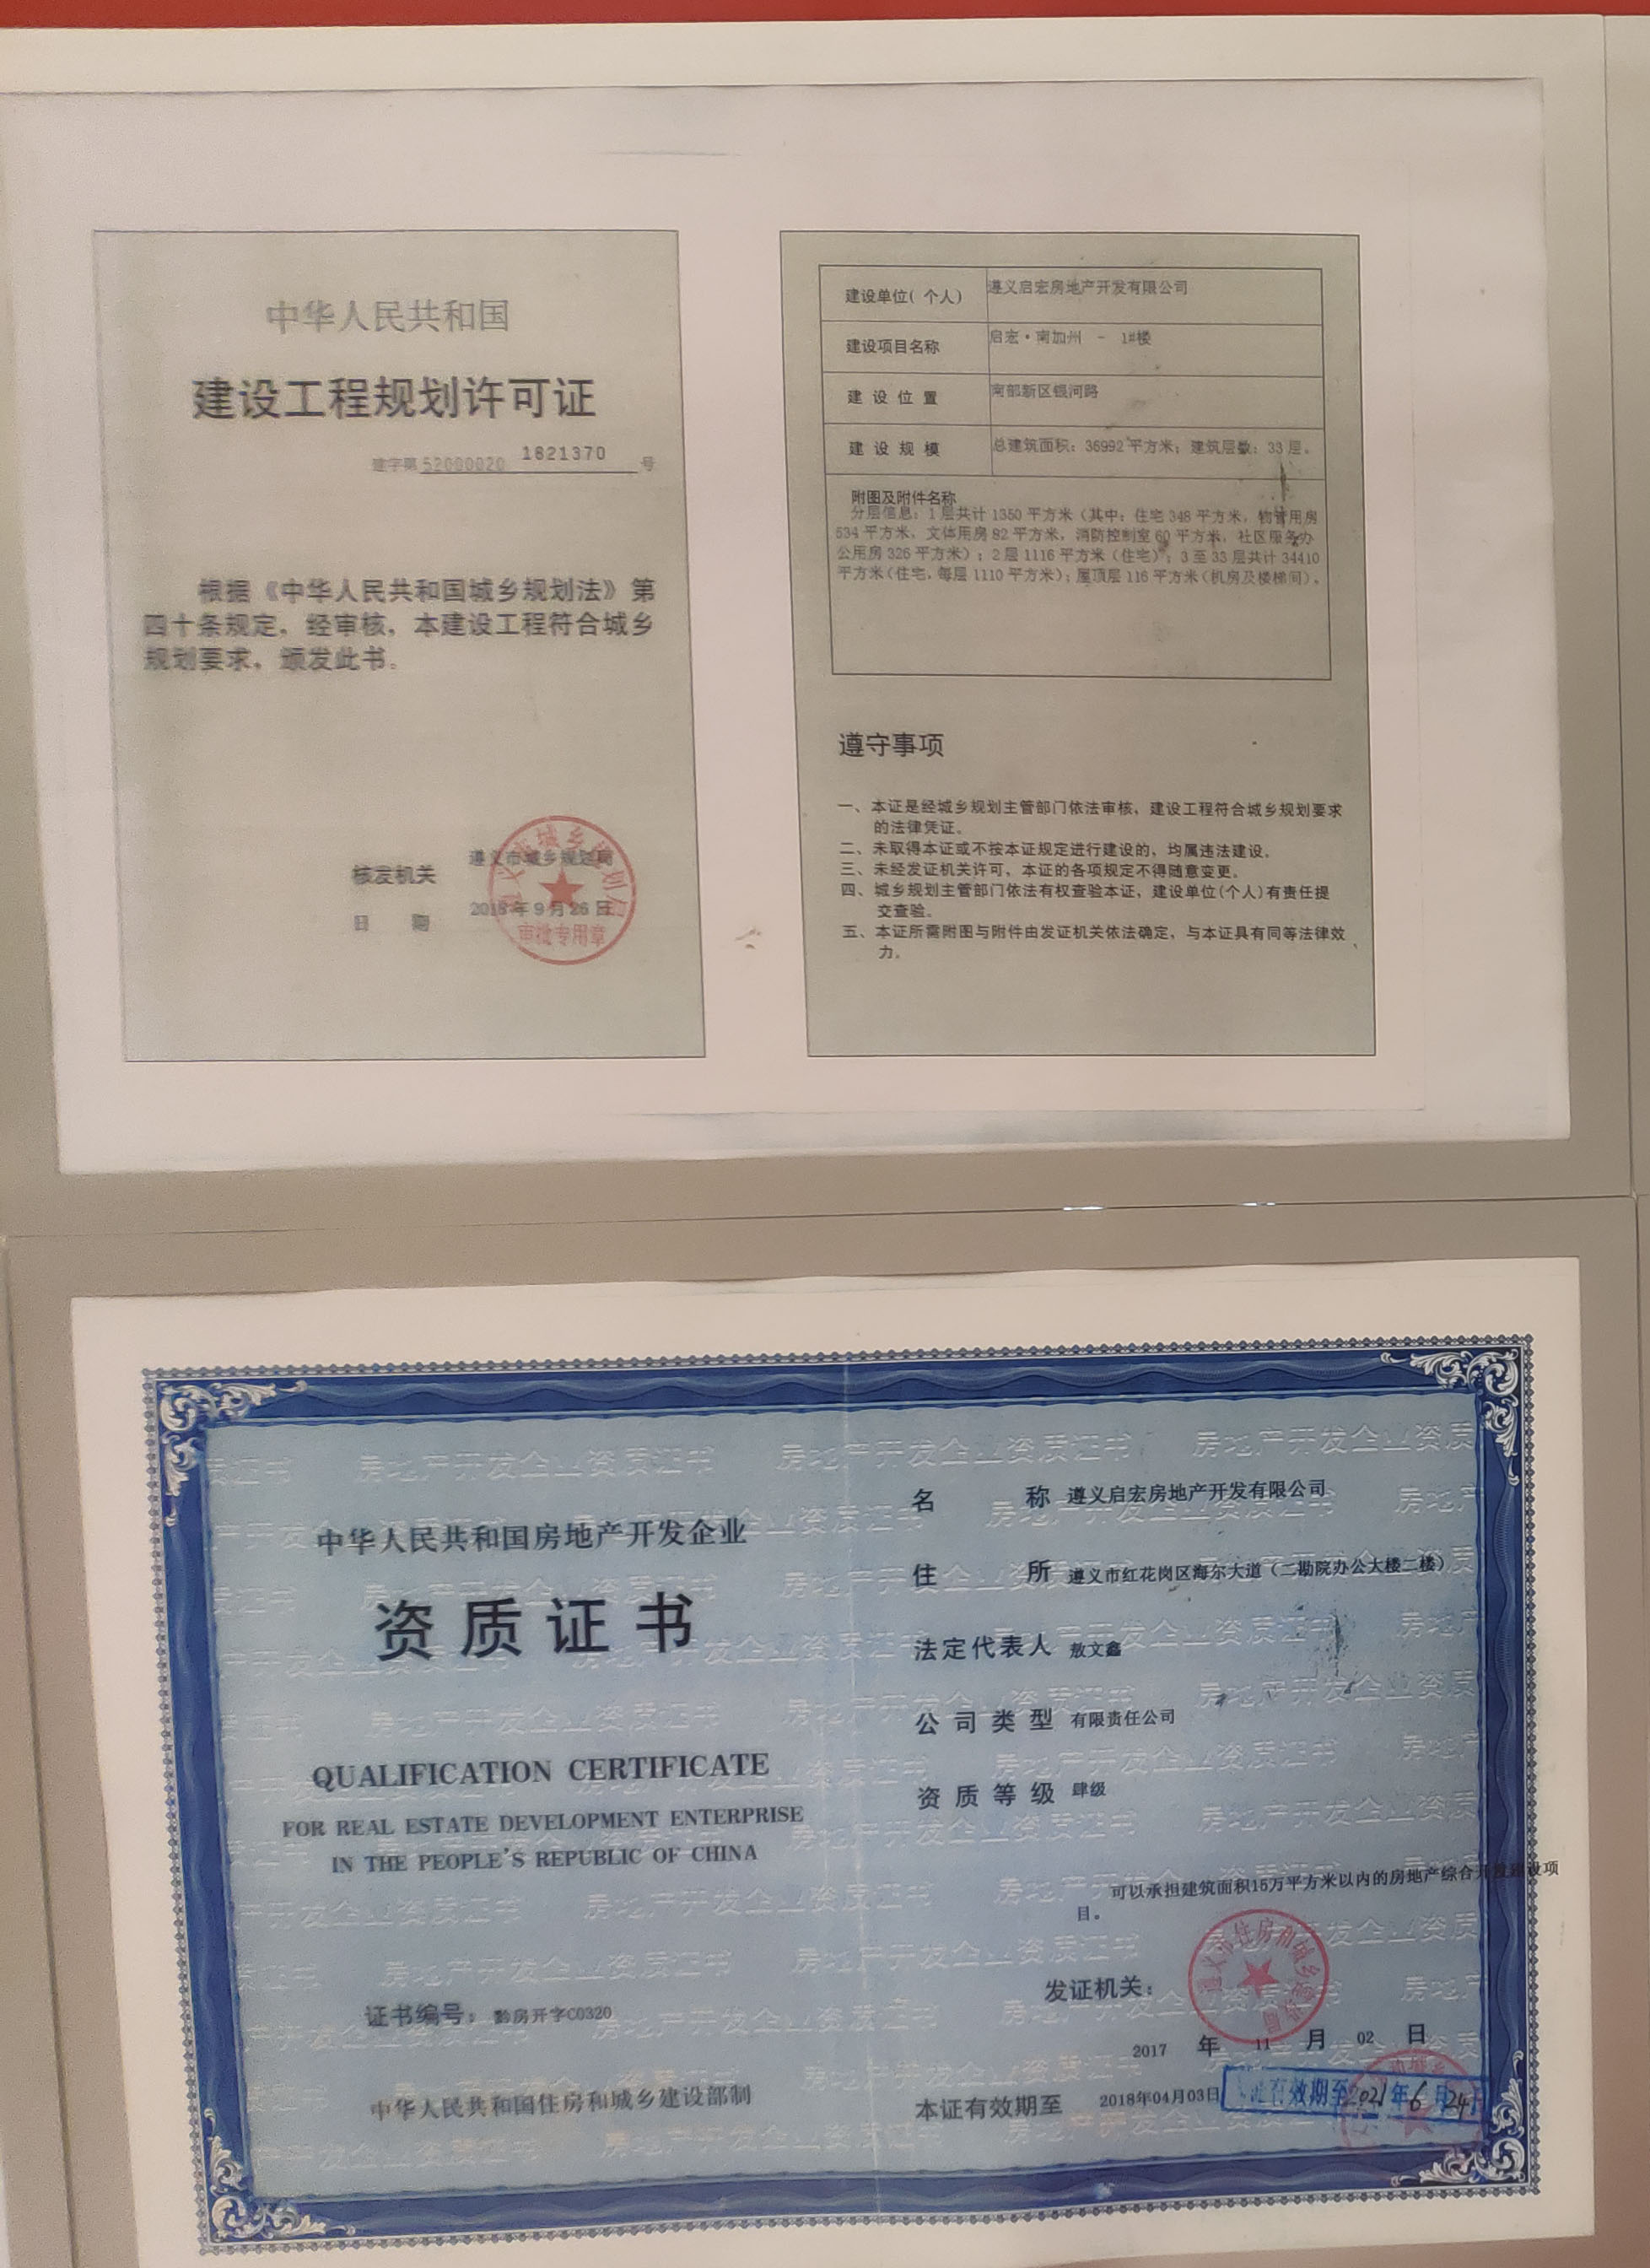 中华人民共和国
建设工程规划许可证
建字第 52000020 1821370 号
根据《中华人民共和国城乡规划法》第
四十条规定，经审核，本建设工程符合城乡
规划要求，颁发此书。
核发机关 遵义市城乡规划局
日 期 2018年9月26日
审批专用章
建设单位(个人) 遵义启宏房地产开发有限公司
建设项目名称 启宏·南加州 - 1#楼
建设位置 南部新区银河路
建设规模 总建筑面积：36992平方米；建筑层数：33层。
附图及附件名称
分层信息：1层共计1350平方米（其中：住宅348平方米，物管用房
534平方米，文体用房82平方米，消防控制室60平方米，社区服务办
公用房326平方米）；2层1116平方米（住宅）；3至33层共计34410
平方米（住宅，每层1110平方米）；屋顶层116平方米（机房及楼梯间）。
遵守事项
一、本证是经城乡规划主管部门依法审核，建设工程符合城乡规划要求
的法律凭证。
二、未取得本证或不按本证规定进行建设的，均属违法建设。
三、未经发证机关许可，本证的各项规定不得随意变更。
四、城乡规划主管部门依法有权查验本证，建设单位(个人)有责任提
交查验。
五、本证所需附图与附件由发证机关依法确定，与本证具有同等法律效
力。
中华人民共和国房地产开发企业
资质证书
QUALIFICATION CERTIFICATE
FOR REAL ESTATE DEVELOPMENT ENTERPRISE
IN THE PEOPLE'S REPUBLIC OF CHINA
证书编号：黔房开字C0320
中华人民共和国住房和城乡建设部制
名 称 遵义启宏房地产开发有限公司
住 所 遵义市红花岗区海尔大道（二勘院办公大楼二楼）
法定代表人 敖文鑫
公司类型 有限责任公司
资质等级 肆级
可以承担建筑面积15万平方米以内的房地产综合开发建设项
目。
发证机关：
遵义市住房和城乡建设局
2017 年 11 月 02 日
本证有效期至 2018年04月03日
证有效期至2021年6月24日